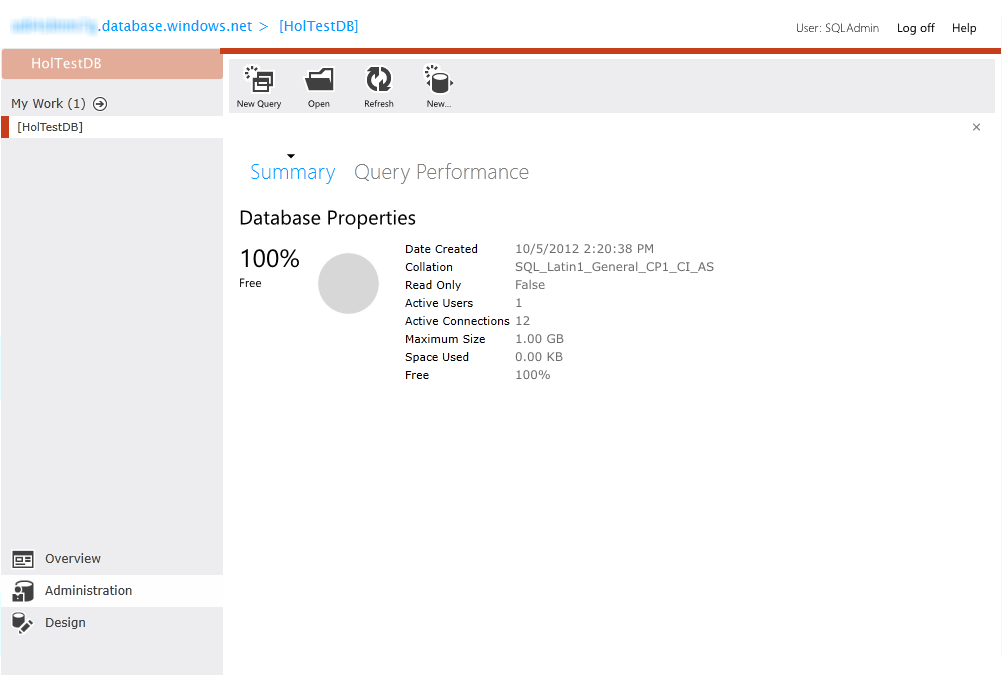 .database.windows.net > [HolTestDB]
User: SQLAdmin Log off Help
HolTestDB
My Work (1)
[HolTestDB]
New Query Open Refresh New...
Summary Query Performance
Database Properties
100%
Free
Date Created 10/5/2012 2:20:38 PM
Collation SQL_Latin1_General_CP1_CI_AS
Read Only False
Active Users 1
Active Connections 12
Maximum Size 1.00 GB
Space Used 0.00 KB
Free 100%
Overview
Administration
Design